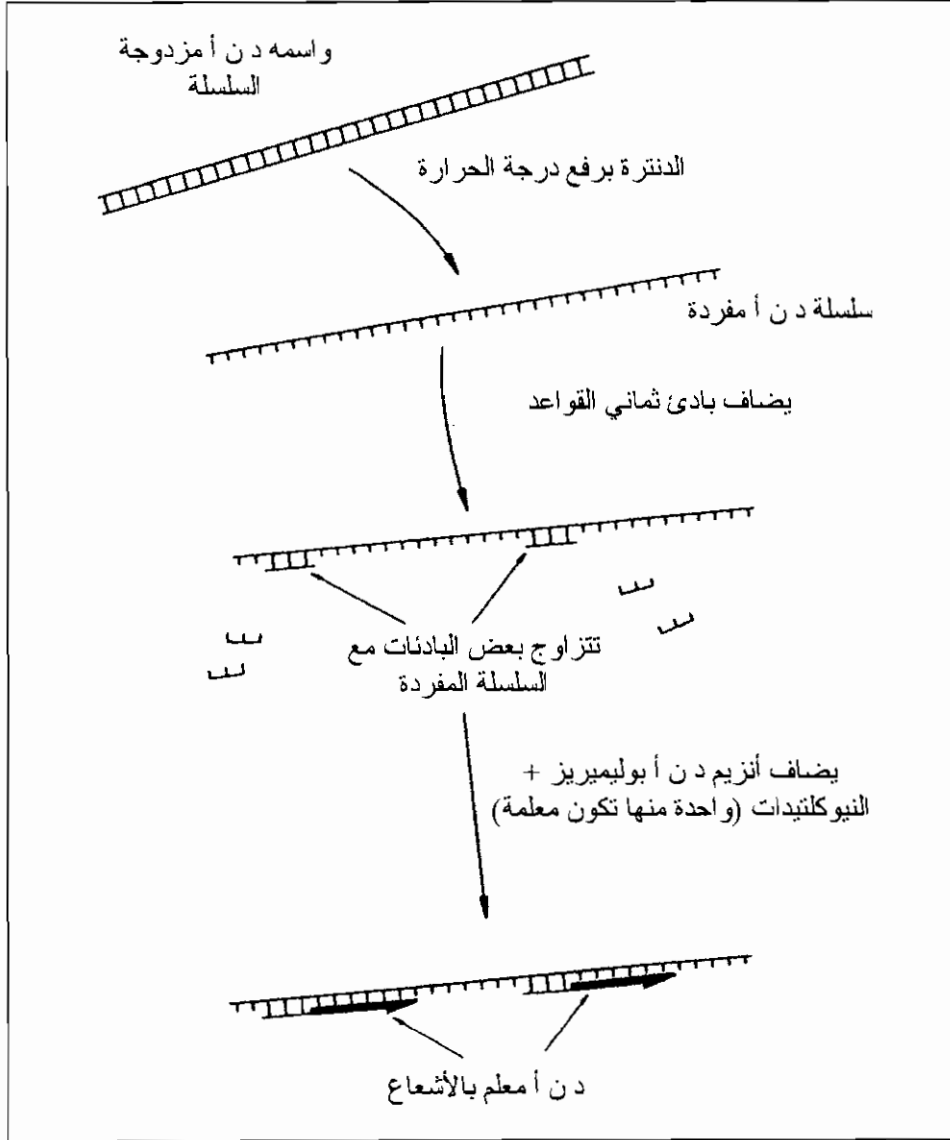 واسمه د ن أ مزدوجة
السلسلة
الدنترة برفع درجة الحرارة
سلسلة د ن أ مفردة
يضاف بادئ ثماني القواعد
تتزاوج بعض البادئات مع
السلسلة المفردة
يضاف أنزيم د ن أ بوليميريز +
النيوكلتيدات (واحدة منها تكون معلمة)
د ن أ معلم بالأشعاع